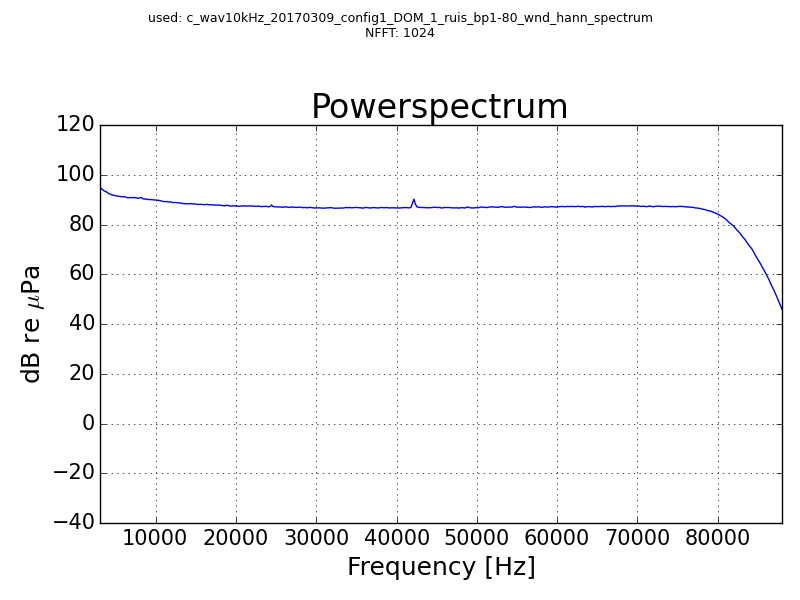 used: c_wav10kHz_20170309_config1_DOM_1_ruis_bp1-80_wnd_hann_spectrum
NFFT: 1024
Powerspectrum
120
100
80
60
40
20
0
−20
−40
dB re μPa
10000 20000 30000 40000 50000 60000 70000 80000
Frequency [Hz]